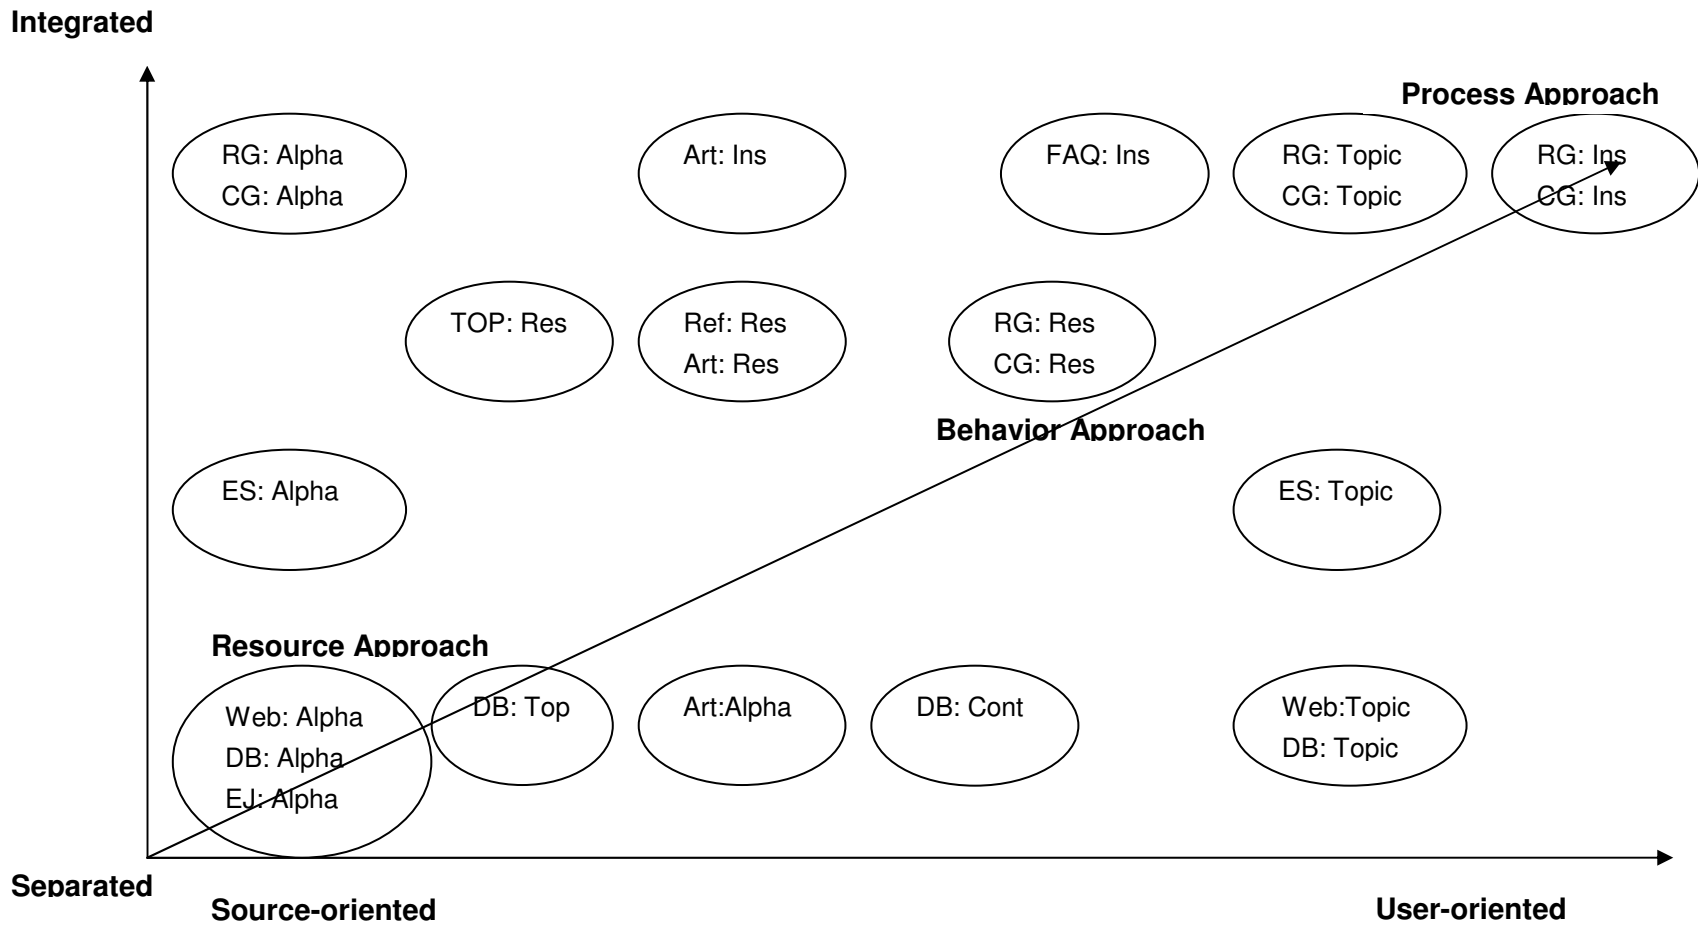 Integrated
Process Approach
RG: Alpha
CG: Alpha
Art: Ins
FAQ: Ins
RG: Topic
CG: Topic
RG: Ins
CG: Ins
TOP: Res
Ref: Res
Art: Res
RG: Res
CG: Res
Behavior Approach
ES: Alpha
ES: Topic
Resource Approach
Web: Alpha
DB: Alpha
EJ: Alpha
DB: Top
Art:Alpha
DB: Cont
Web:Topic
DB: Topic
Separated
Source-oriented
User-oriented